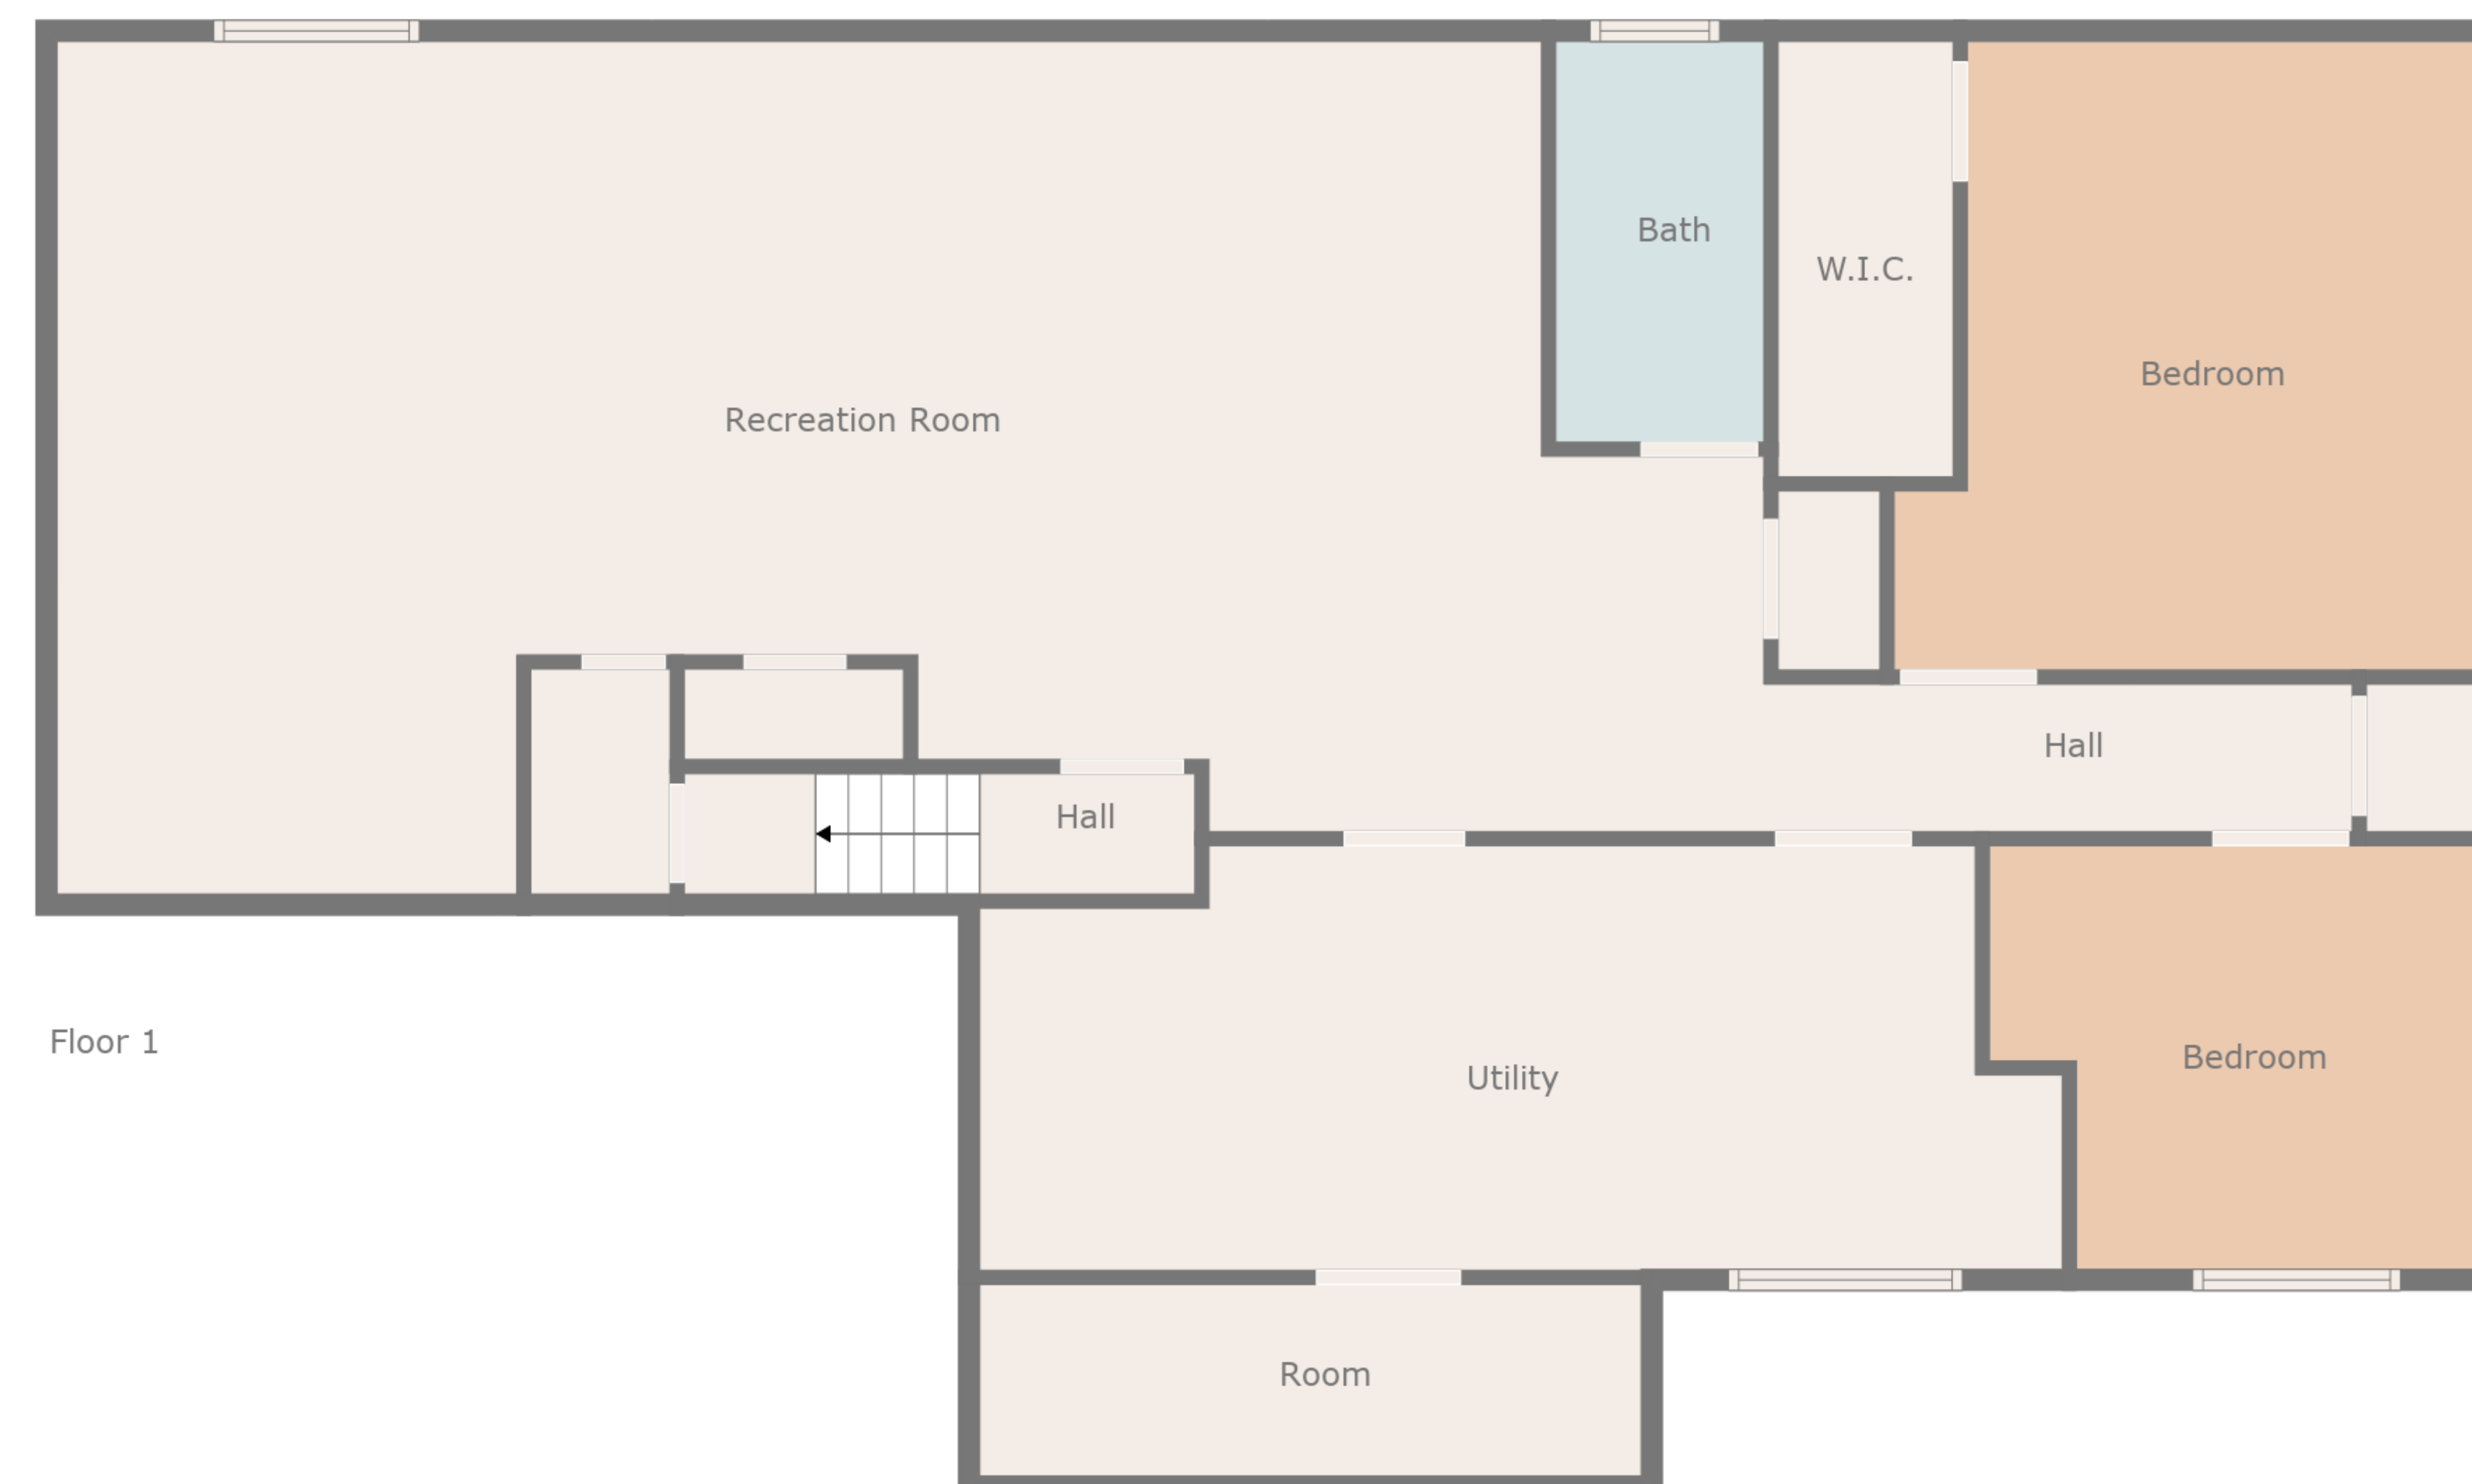 Bath
W.I.C.
Bedroom
Recreation Room
Hall
Hall
Floor 1
Utility
Bedroom
Room